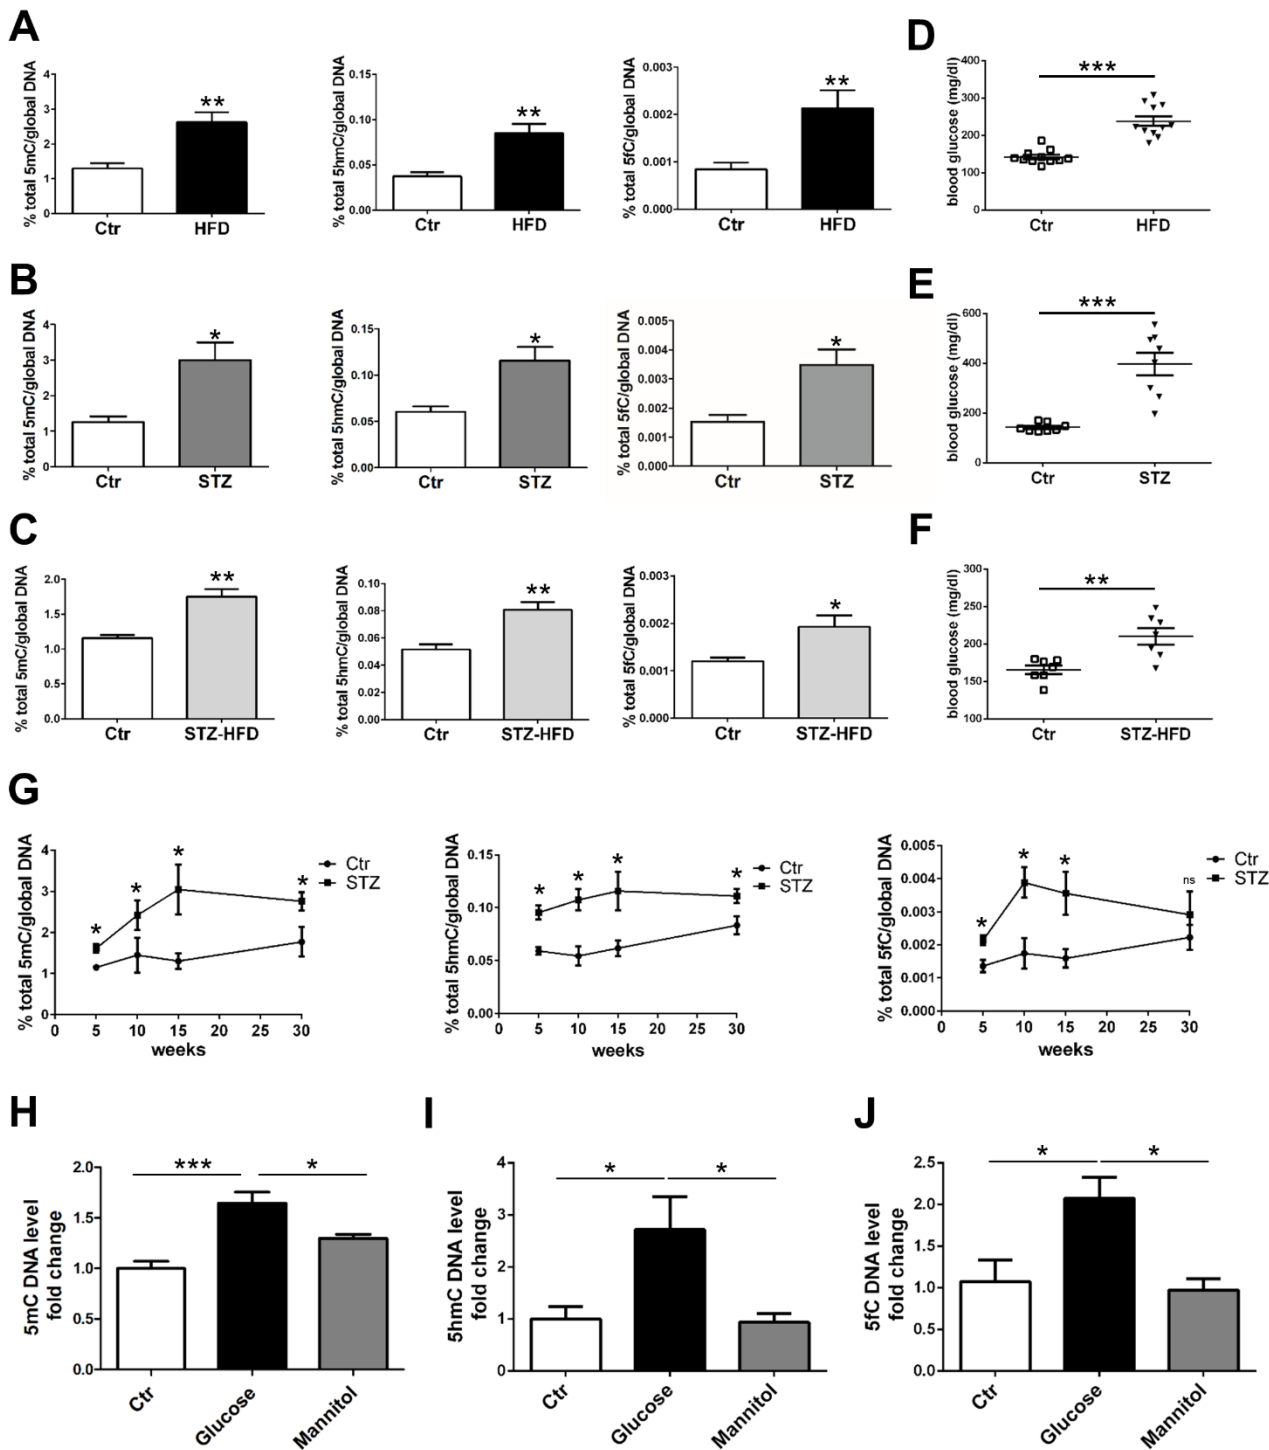 A
% total 5mC/global DNA
4
3
2
1
0
**
Ctr
HFD
% total 5hmC/global DNA
0.15
0.10
0.05
0.00
**
Ctr
HFD
% total 5fC/global DNA
0.003
0.002
0.001
0.000
**
Ctr
HFD
D
blood glucose (mg/dl)
400
300
200
100
0
***
Ctr
HFD
B
% total 5mC/global DNA
4
3
2
1
0
*
Ctr
STZ
% total 5hmC/global DNA
0.15
0.10
0.05
0.00
*
Ctr
STZ
% total 5fC/global DNA
0.005
0.004
0.003
0.002
0.001
0.000
*
Ctr
STZ
E
blood glucose (mg/dl)
600
400
200
0
***
Ctr
STZ
C
% total 5mC/global DNA
2.0
1.5
1.0
0.5
0.0
**
Ctr
STZ-HFD
% total 5hmC/global DNA
0.10
0.08
0.06
0.04
0.02
0.00
**
Ctr
STZ-HFD
% total 5fC/global DNA
0.003
0.002
0.001
0.000
*
Ctr
STZ-HFD
F
blood glucose (mg/dl)
300
250
200
150
100
**
Ctr
STZ-HFD
G
% total 5mC/global DNA
4
3
2
1
0
* * * *
Ctr
STZ
0 5 10 15 20 25 30
weeks
% total 5hmC/global DNA
0.15
0.10
0.05
0.00
* * * *
Ctr
STZ
0 5 10 15 20 25 30
weeks
% total 5fC/global DNA
0.005
0.004
0.003
0.002
0.001
0.000
* * * ns
Ctr
STZ
0 5 10 15 20 25 30
weeks
H
5mC DNA level
fold change
2.0
1.5
1.0
0.5
0.0
*** *
Ctr
Glucose
Mannitol
I
5hmC DNA level
fold change
4
3
2
1
0
* *
Ctr
Glucose
Mannitol
J
5fC DNA level
fold change
2.5
2.0
1.5
1.0
0.5
0.0
* *
Ctr
Glucose
Mannitol